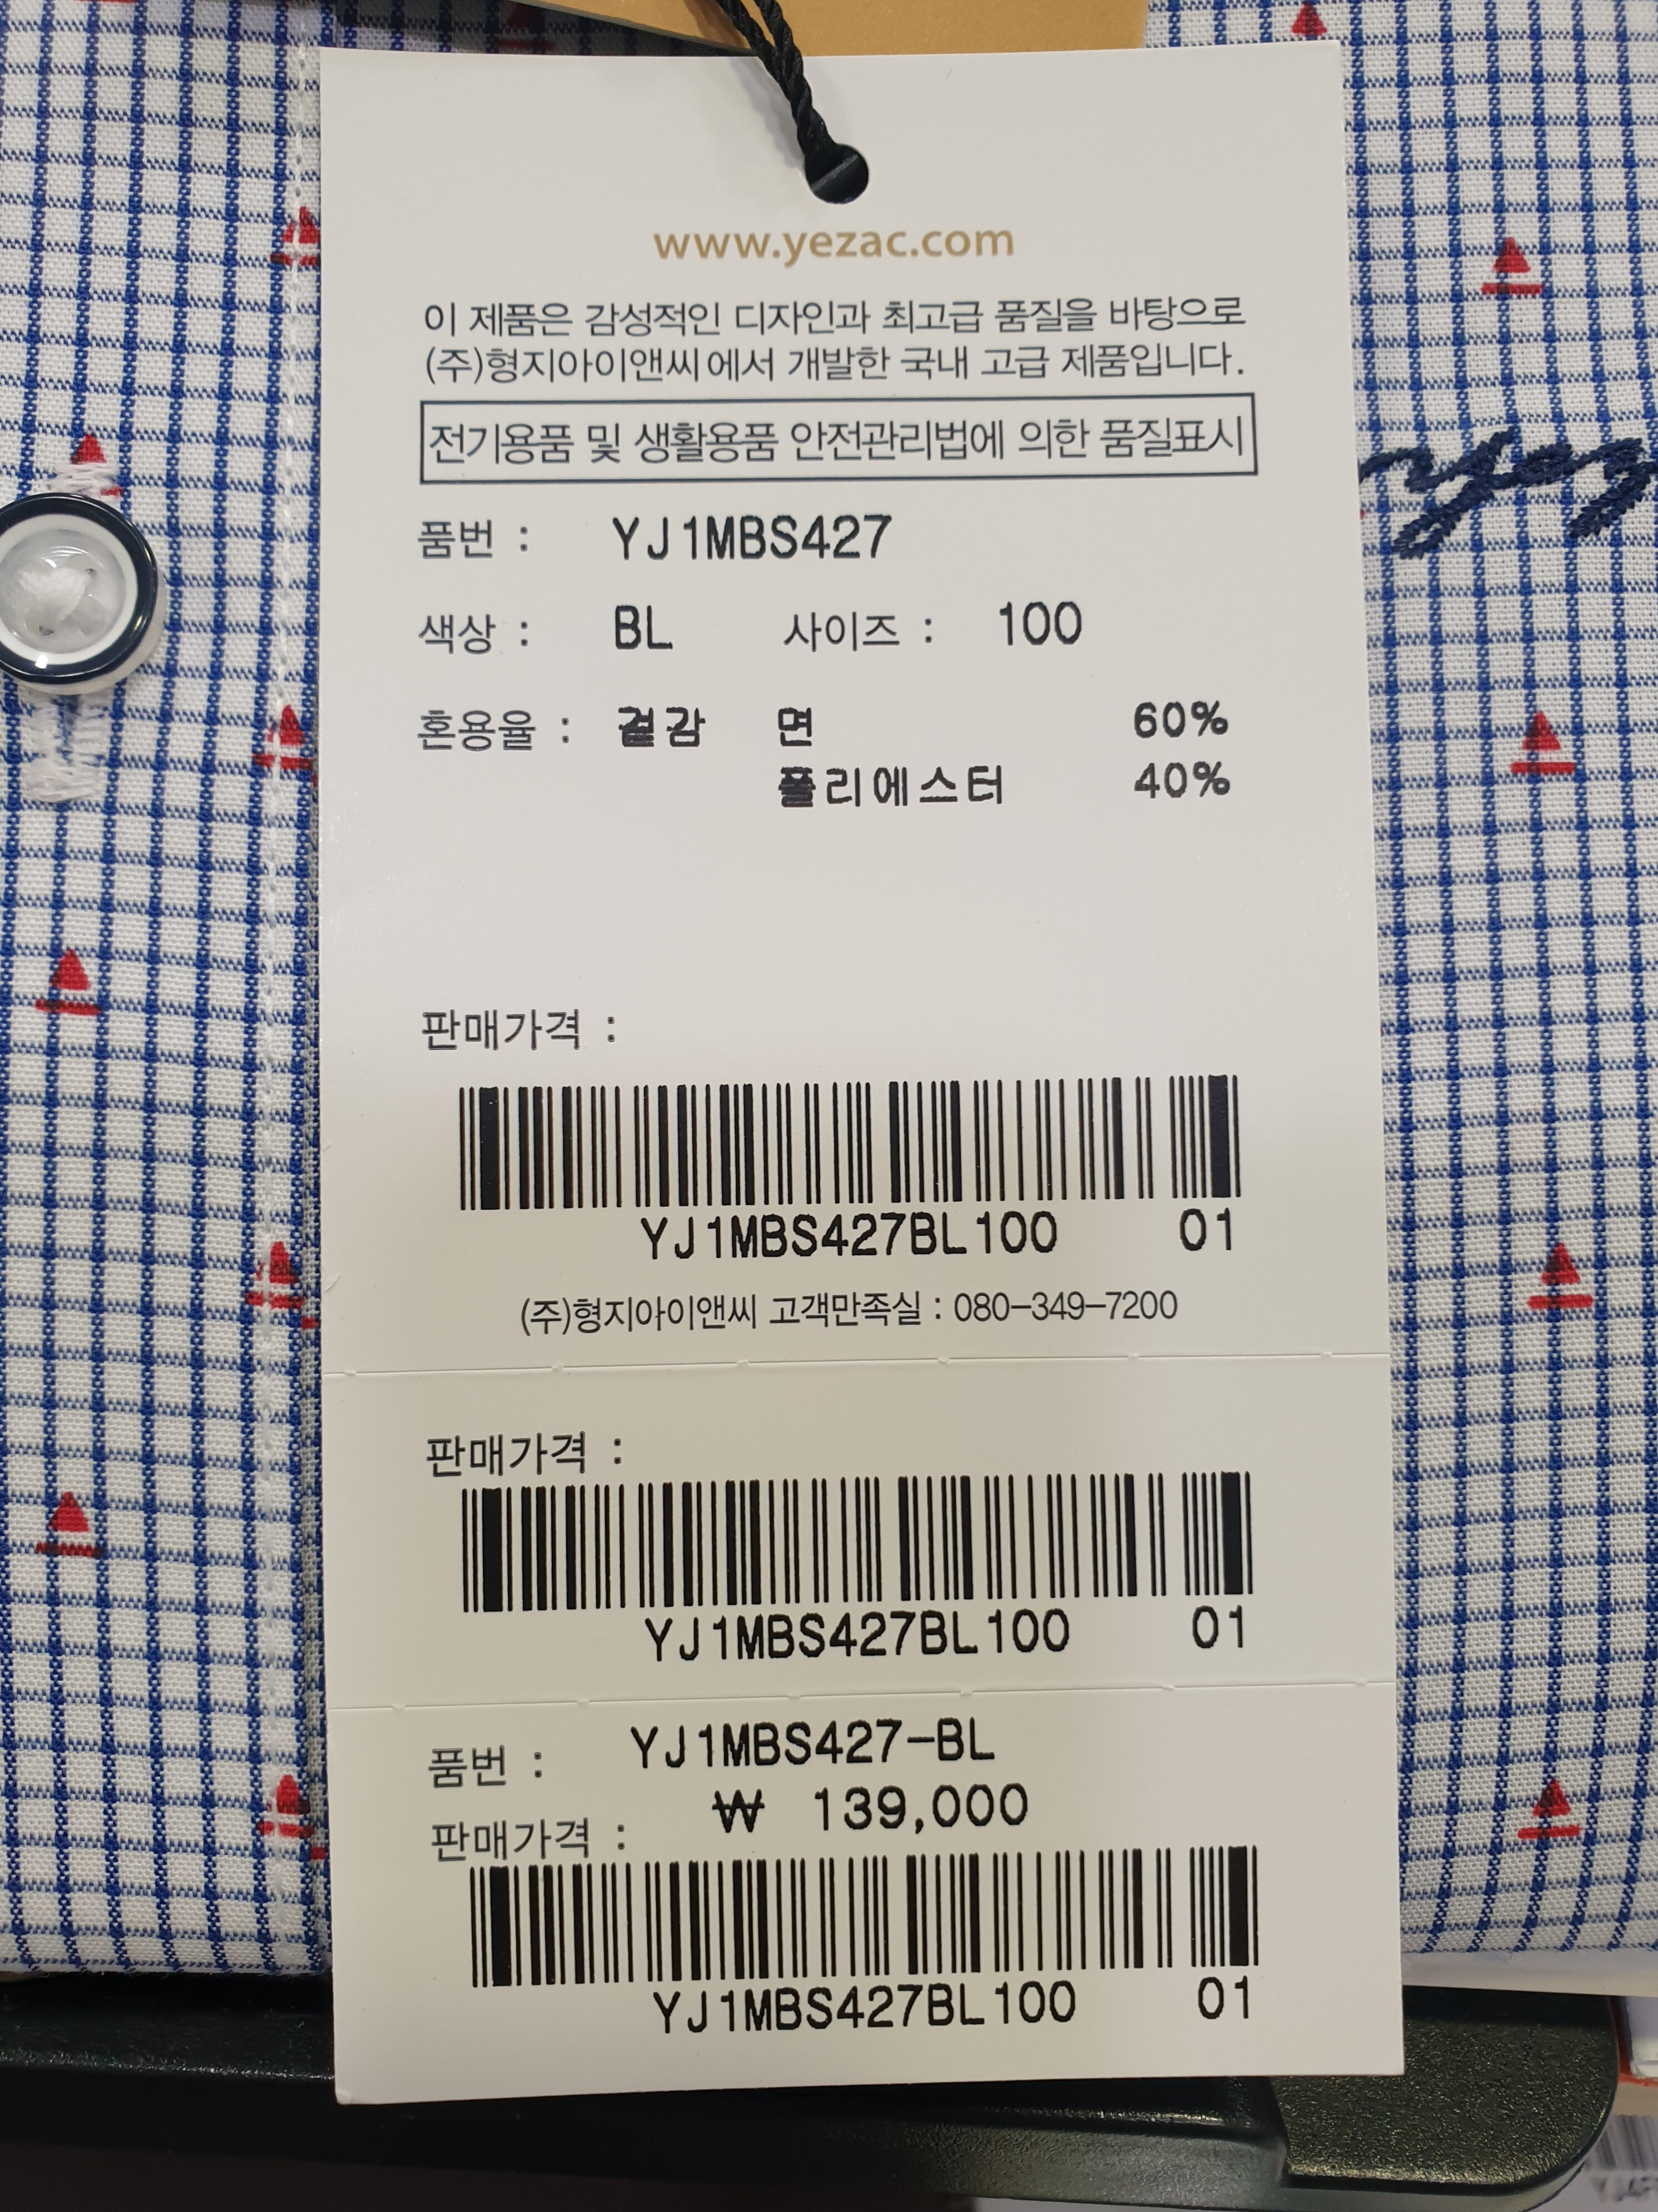 www.yezac.com
이 제품은 감성적인 디자인과 최고급 품질을 바탕으로
(주)형지아이앤씨에서 개발한 국내 고급 제품입니다.
전기용품 및 생활용품 안전관리법에 의한 품질표시
yez
품번 : YJ1MBS427
색상 : BL 사이즈 : 100
혼용율 : 겉감 면 60%
폴리에스터 40%
판매가격 :
YJ1MBS427BL100 01
(주)형지아이앤씨 고객만족실 : 080-349-7200
판매가격 :
YJ1MBS427BL100 01
품번 : YJ1MBS427-BL
판매가격 : ₩ 139,000
YJ1MBS427BL100 01